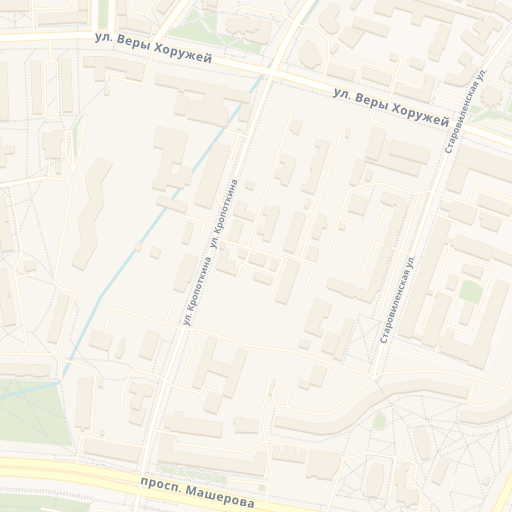 ул. Веры Хоружей
ул. Веры Хоружей
Старовиленская ул.
ул. Кропоткина
ул. Кропоткина
Старовиленская ул.
просп. Машерова